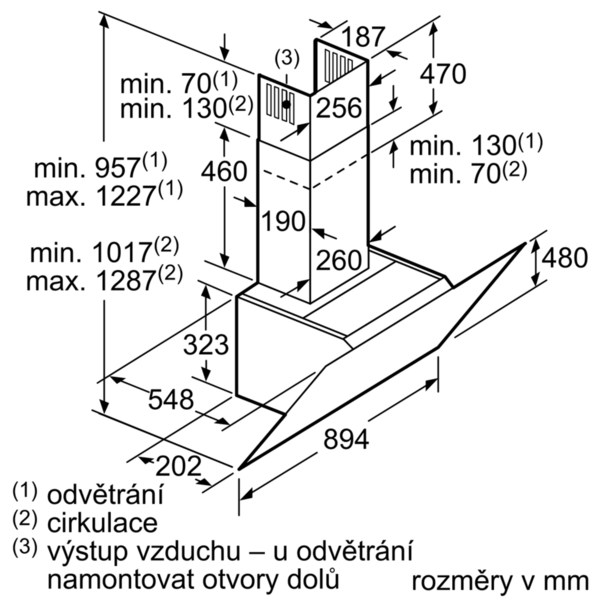 187
(3)
470
min. 70(1)
min. 130(2)
256
min. 130(1)
min. 70(2)
min. 957(1)
max. 1227(1)
460
190
min. 1017(2)
max. 1287(2)
260
480
323
548
894
202
(1) odvětrání
(2) cirkulace
(3) výstup vzduchu – u odvětrání
namontovat otvory dolů
rozměry v mm